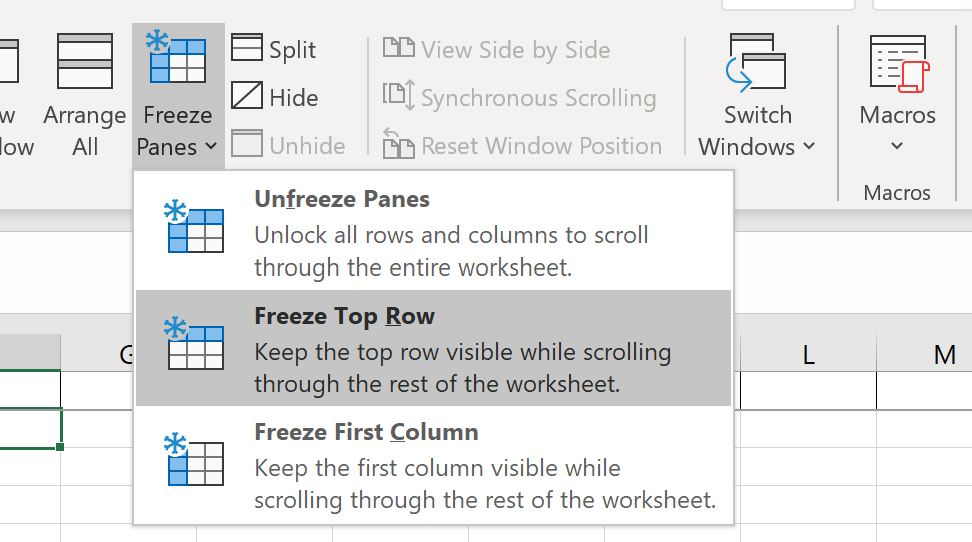 w
low
Arrange
All
Freeze
Panes
Split
Hide
Unhide
View Side by Side
Synchronous Scrolling
Reset Window Position
Switch
Windows
Macros
Macros
Unfreeze Panes
Unlock all rows and columns to scroll
through the entire worksheet.
Freeze Top Row
Keep the top row visible while scrolling
through the rest of the worksheet.
Freeze First Column
Keep the first column visible while
scrolling through the rest of the worksheet.
G
L
M